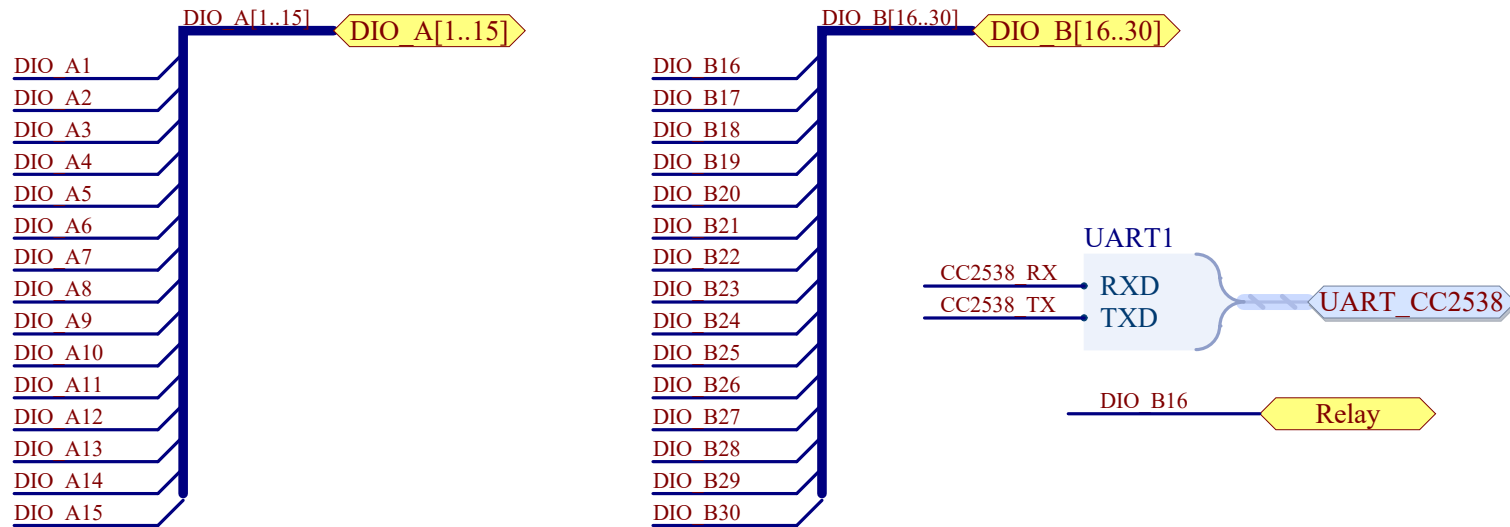 DIO_A[1..15]
DIO_A[1..15]
DIO_A1
DIO_A2
DIO_A3
DIO_A4
DIO_A5
DIO_A6
DIO_A7
DIO_A8
DIO_A9
DIO_A10
DIO_A11
DIO_A12
DIO_A13
DIO_A14
DIO_A15
DIO_B[16..30]
DIO_B[16..30]
DIO_B16
DIO_B17
DIO_B18
DIO_B19
DIO_B20
DIO_B21
DIO_B22
DIO_B23
DIO_B24
DIO_B25
DIO_B26
DIO_B27
DIO_B28
DIO_B29
DIO_B30
UART1
CC2538_RX
RXD
CC2538_TX
TXD
UART_CC2538
DIO_B16
Relay